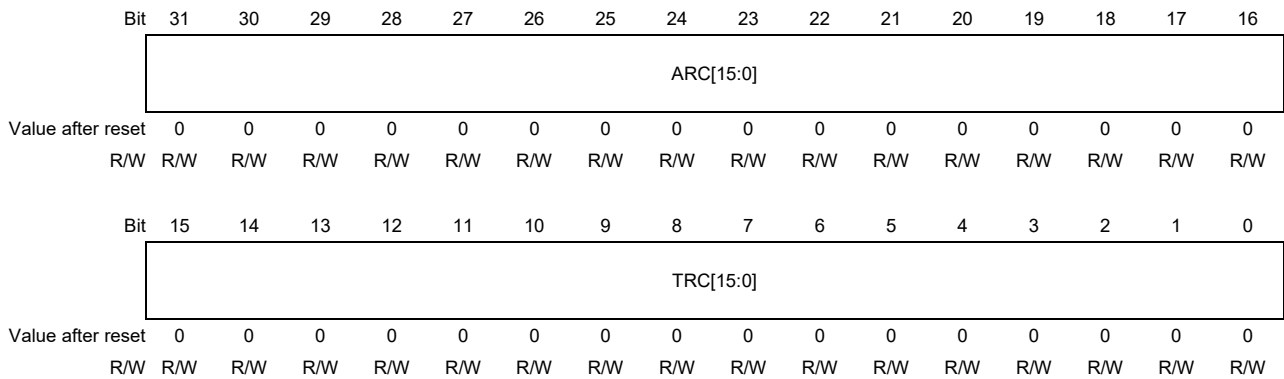 Bit 31 30 29 28 27 26 25 24 23 22 21 20 19 18 17 16
ARC[15:0]
Value after reset 0 0 0 0 0 0 0 0 0 0 0 0 0 0 0 0
R/W R/W R/W R/W R/W R/W R/W R/W R/W R/W R/W R/W R/W R/W R/W R/W R/W
Bit 15 14 13 12 11 10 9 8 7 6 5 4 3 2 1 0
TRC[15:0]
Value after reset 0 0 0 0 0 0 0 0 0 0 0 0 0 0 0 0
R/W R/W R/W R/W R/W R/W R/W R/W R/W R/W R/W R/W R/W R/W R/W R/W R/W